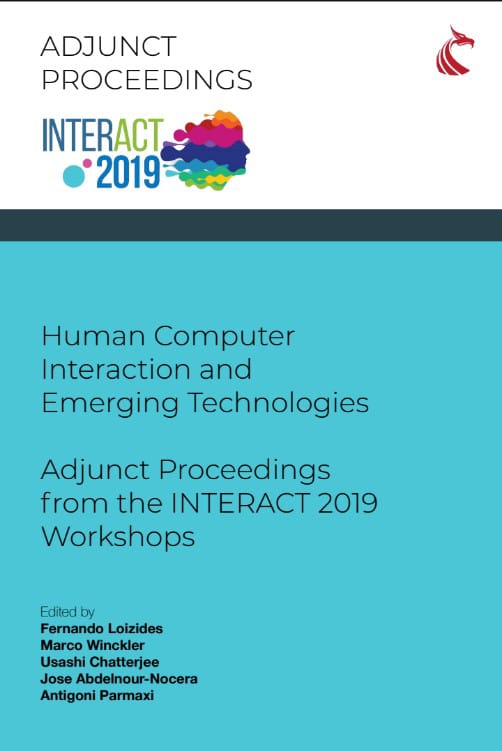 ADJUNCT
PROCEEDINGS
INTERACT
2019
Human Computer
Interaction and
Emerging Technologies
Adjunct Proceedings
from the INTERACT 2019
Workshops
Edited by
Fernando Loizides
Marco Winckler
Usashi Chatterjee
Jose Abdelnour-Nocera
Antigoni Parmaxi